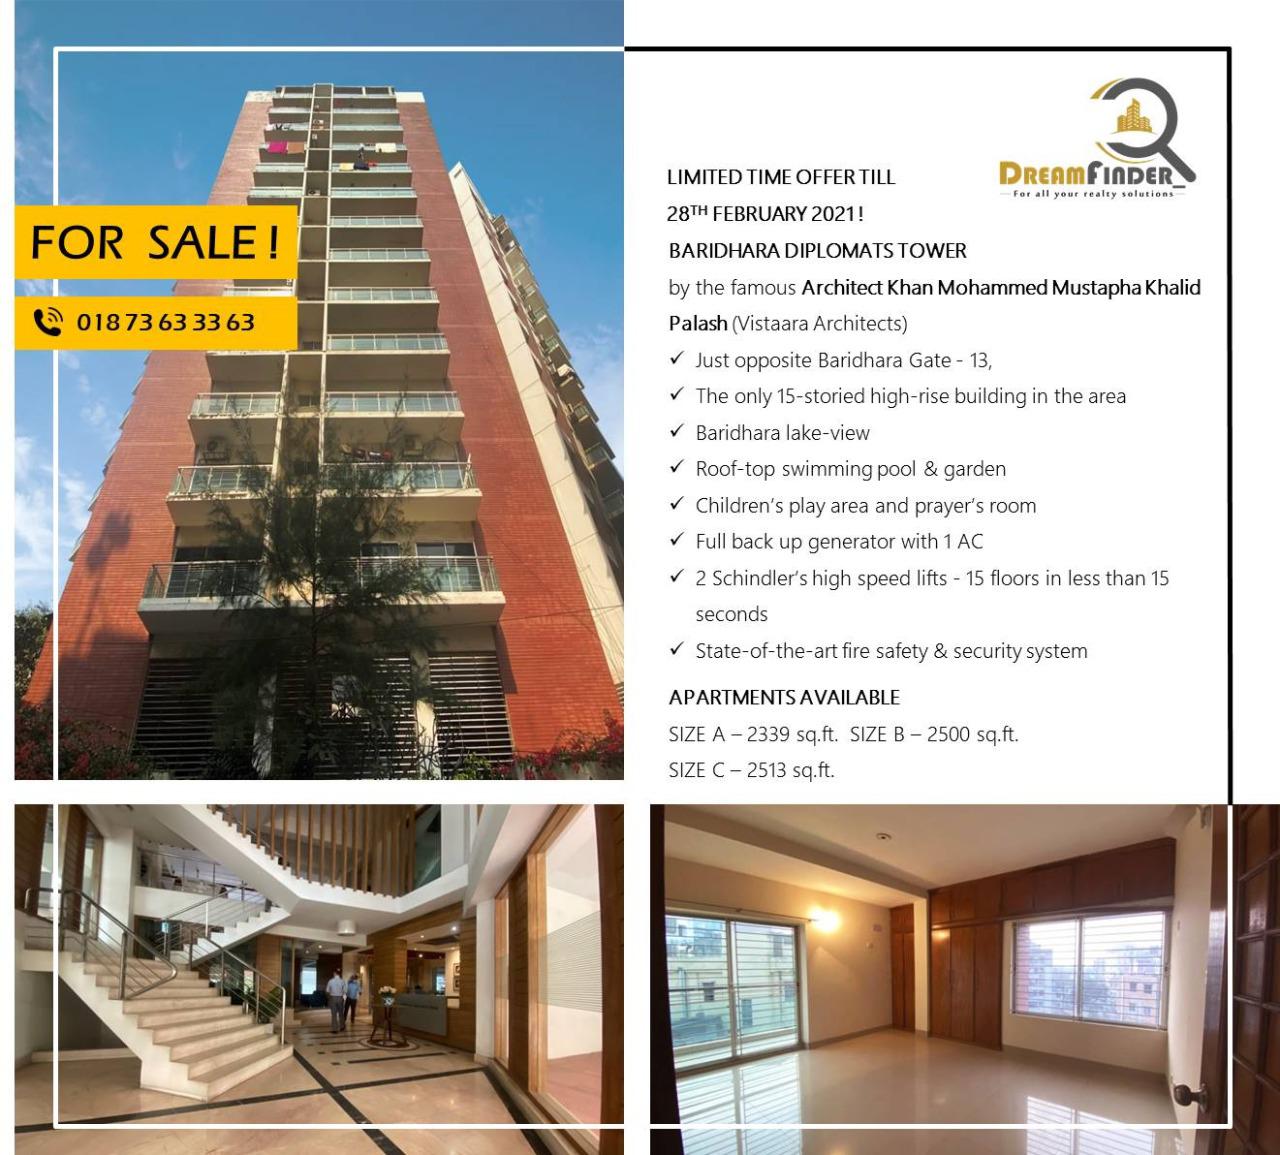 FOR SALE!
018 73 63 33 63
DREAMFINDER_
For all your realty solutions
LIMITED TIME OFFER TILL
28TH FEBRUARY 2021!
BARIDHARA DIPLOMATS TOWER
by the famous Architect Khan Mohammed Mustapha Khalid
Palash (Vistaara Architects)
✓ Just opposite Baridhara Gate - 13,
✓ The only 15-storied high-rise building in the area
✓ Baridhara lake-view
✓ Roof-top swimming pool & garden
✓ Children's play area and prayer's room
✓ Full back up generator with 1 AC
✓ 2 Schindler's high speed lifts - 15 floors in less than 15
seconds
✓ State-of-the-art fire safety & security system
APARTMENTS AVAILABLE
SIZE A – 2339 sq.ft. SIZE B – 2500 sq.ft.
SIZE C – 2513 sq.ft.